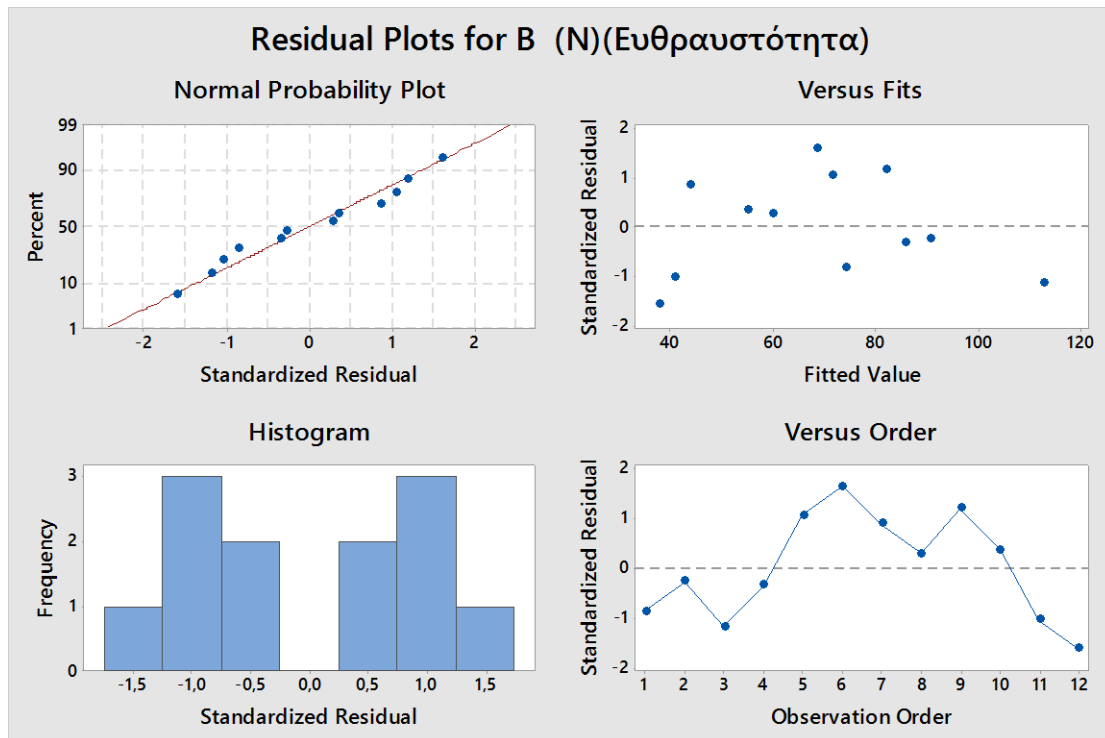 Residual Plots for B (N)(Ευθραυστότητα)
Normal Probability Plot
99
90
50
10
1
Percent
-2 -1 0 1 2
Standardized Residual
Versus Fits
2
1
0
-1
-2
Standardized Residual
40 60 80 100 120
Fitted Value
Histogram
3
2
1
0
Frequency
-1,5 -1,0 -0,5 0,0 0,5 1,0 1,5
Standardized Residual
Versus Order
2
1
0
-1
-2
Standardized Residual
1 2 3 4 5 6 7 8 9 10 11 12
Observation Order